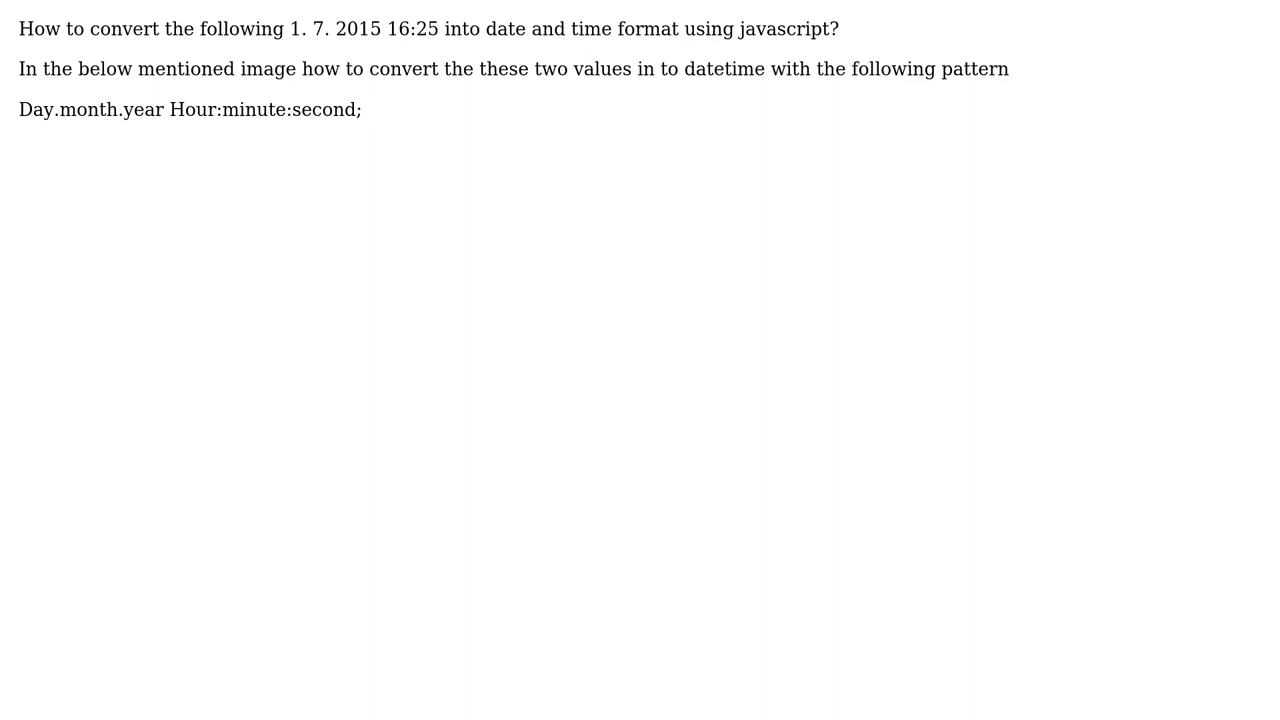 How to convert the following 1. 7. 2015 16:25 into date and time format using javascript?
In the below mentioned image how to convert the these two values in to datetime with the following pattern
Day.month.year Hour:minute:second;